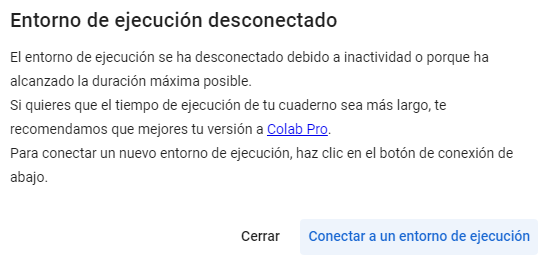 Entorno de ejecución desconectado
El entorno de ejecución se ha desconectado debido a inactividad o porque ha
alcanzado la duración máxima posible.
Si quieres que el tiempo de ejecución de tu cuaderno sea más largo, te
recomendamos que mejores tu versión a Colab Pro.
Para conectar un nuevo entorno de ejecución, haz clic en el botón de conexión de
abajo.
Cerrar Conectar a un entorno de ejecución